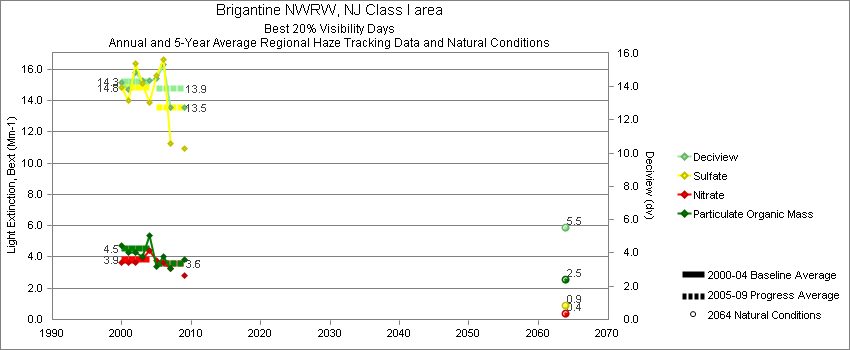 Brigantine NWRW, NJ Class I area
Best 20% Visibility Days
Annual and 5-Year Average Regional Haze Tracking Data and Natural Conditions
16.0
14.0
12.0
10.0
8.0
6.0
4.0
2.0
0.0
Light Extinction, Bext (Mm-1)
14.3
14.8
13.9
13.5
4.5
3.9
3.6
5.5
2.5
0.9
0.4
16.0
14.0
12.0
10.0
8.0
6.0
4.0
2.0
0.0
Deciview (dv)
1990 2000 2010 2020 2030 2040 2050 2060 2070
Deciview
Sulfate
Nitrate
Particulate Organic Mass
2000-04 Baseline Average
2005-09 Progress Average
2064 Natural Conditions